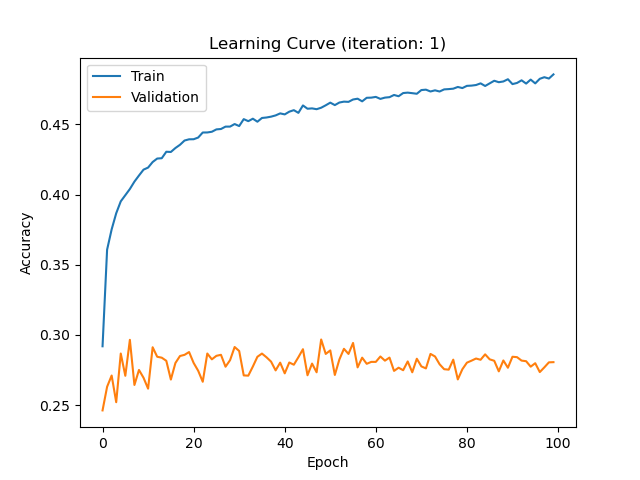 Learning Curve (iteration: 1)
Train
Validation
Accuracy
0.45
0.40
0.35
0.30
0.25
0 20 40 60 80 100
Epoch